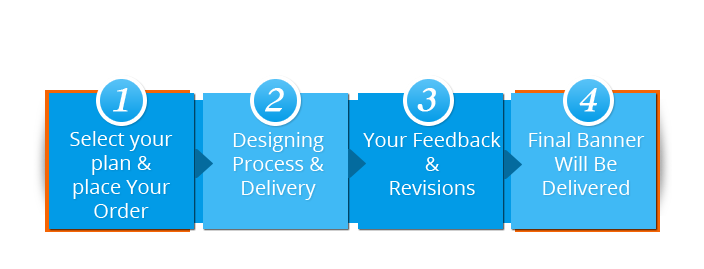 1
Select your
plan &
place Your
Order
2
Designing
Process &
Delivery
3
Your Feedback
&
Revisions
4
Final Banner
Will Be
Delivered